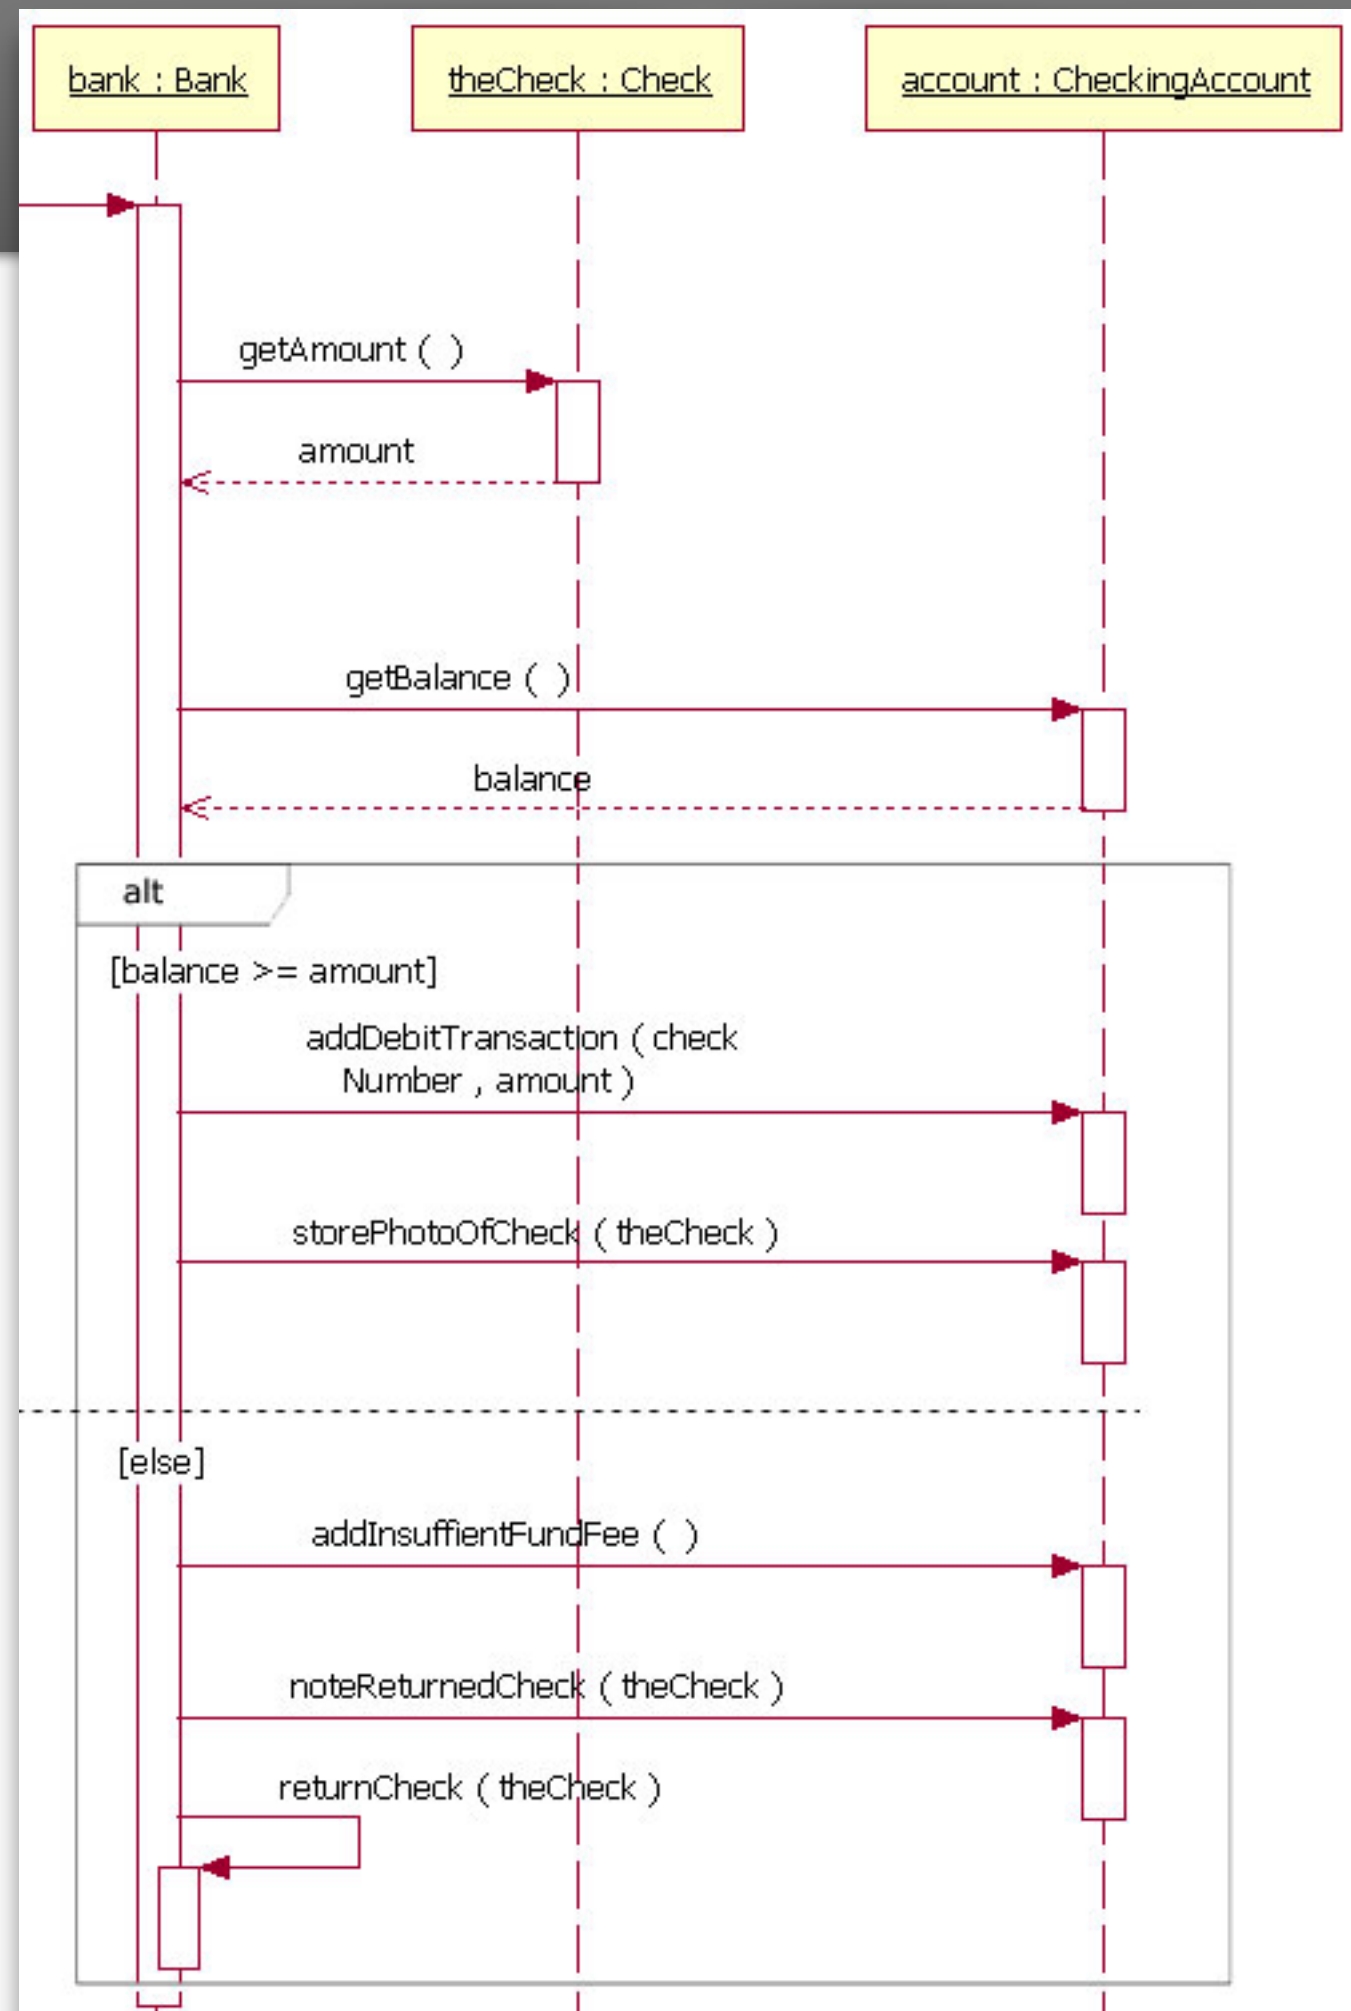 bank : Bank
theCheck : Check
account : CheckingAccount
getAmount ( )
amount
getBalance ( )
balance
alt
[balance >= amount]
addDebitTransaction ( check
Number , amount )
storePhotoOfCheck ( theCheck )
[else]
addInsuffientFundFee ( )
noteReturnedCheck ( theCheck )
returnCheck ( theCheck )